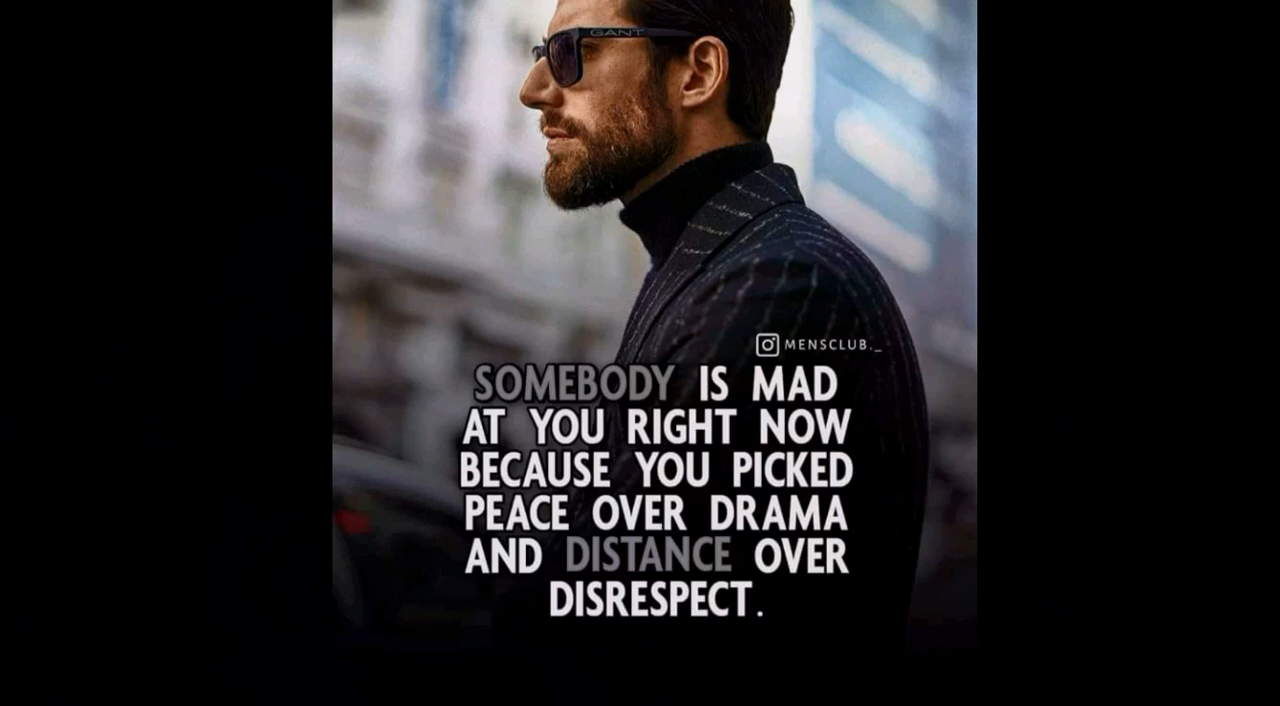 GANT
MENSCLUB._
SOMEBODY IS MAD
AT YOU RIGHT NOW
BECAUSE YOU PICKED
PEACE OVER DRAMA
AND DISTANCE OVER
DISRESPECT.